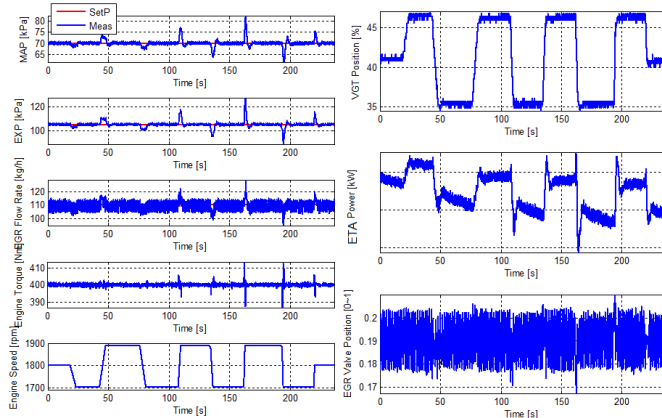 SetP
Meas
MAP [kPa]
80
75
70
65
0 50 100 150 200
Time [s]
EXP [kPa]
120
100
0 50 100 150 200
Time [s]
EGR Flow Rate [kg/h]
120
110
100
0 50 100 150 200
Time [s]
Engine Torque [Nm]
410
400
390
0 50 100 150 200
Time [s]
Engine Speed [rpm]
1900
1800
1700
0 50 100 150 200
Time [s]
VGT Position [%]
45
40
35
0 50 100 150 200
Time [s]
ETA Power [kW]
0 50 100 150 200
Time [s]
EGR Valve Position [0~1]
0.2
0.19
0.18
0.17
0 50 100 150 200
Time [s]